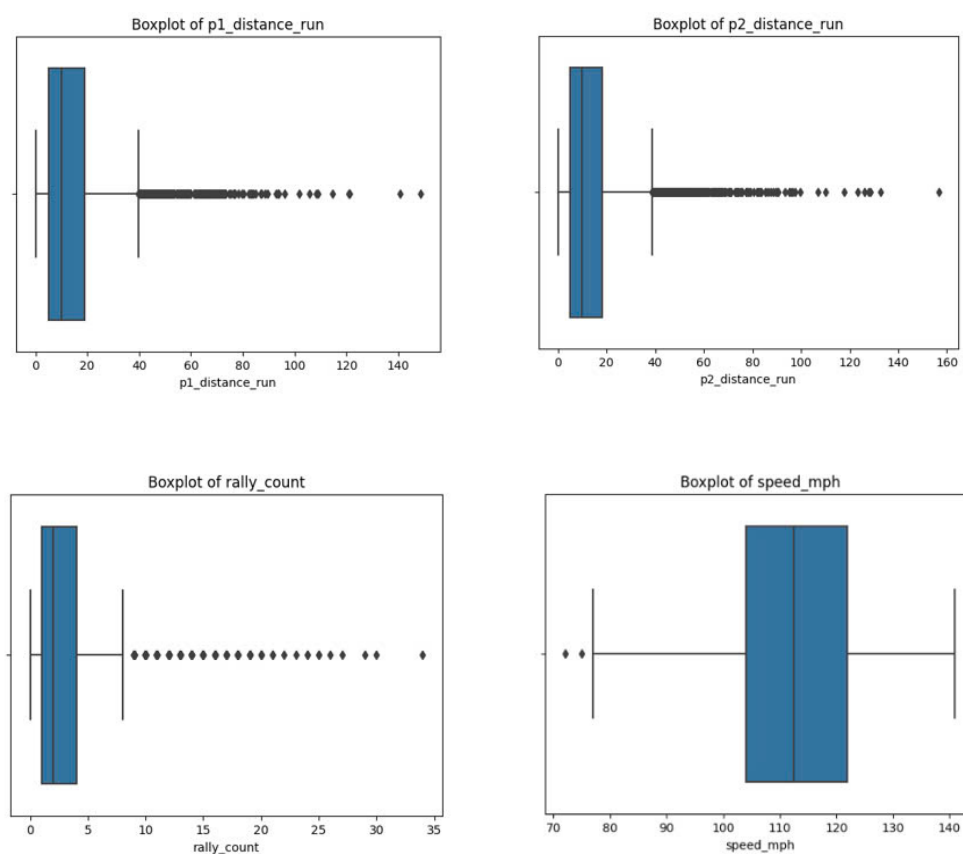 Boxplot of p1_distance_run
0 20 40 60 80 100 120 140
p1_distance_run
Boxplot of p2_distance_run
0 20 40 60 80 100 120 140 160
p2_distance_run
Boxplot of rally_count
0 5 10 15 20 25 30 35
rally_count
Boxplot of speed_mph
70 80 90 100 110 120 130 140
speed_mph